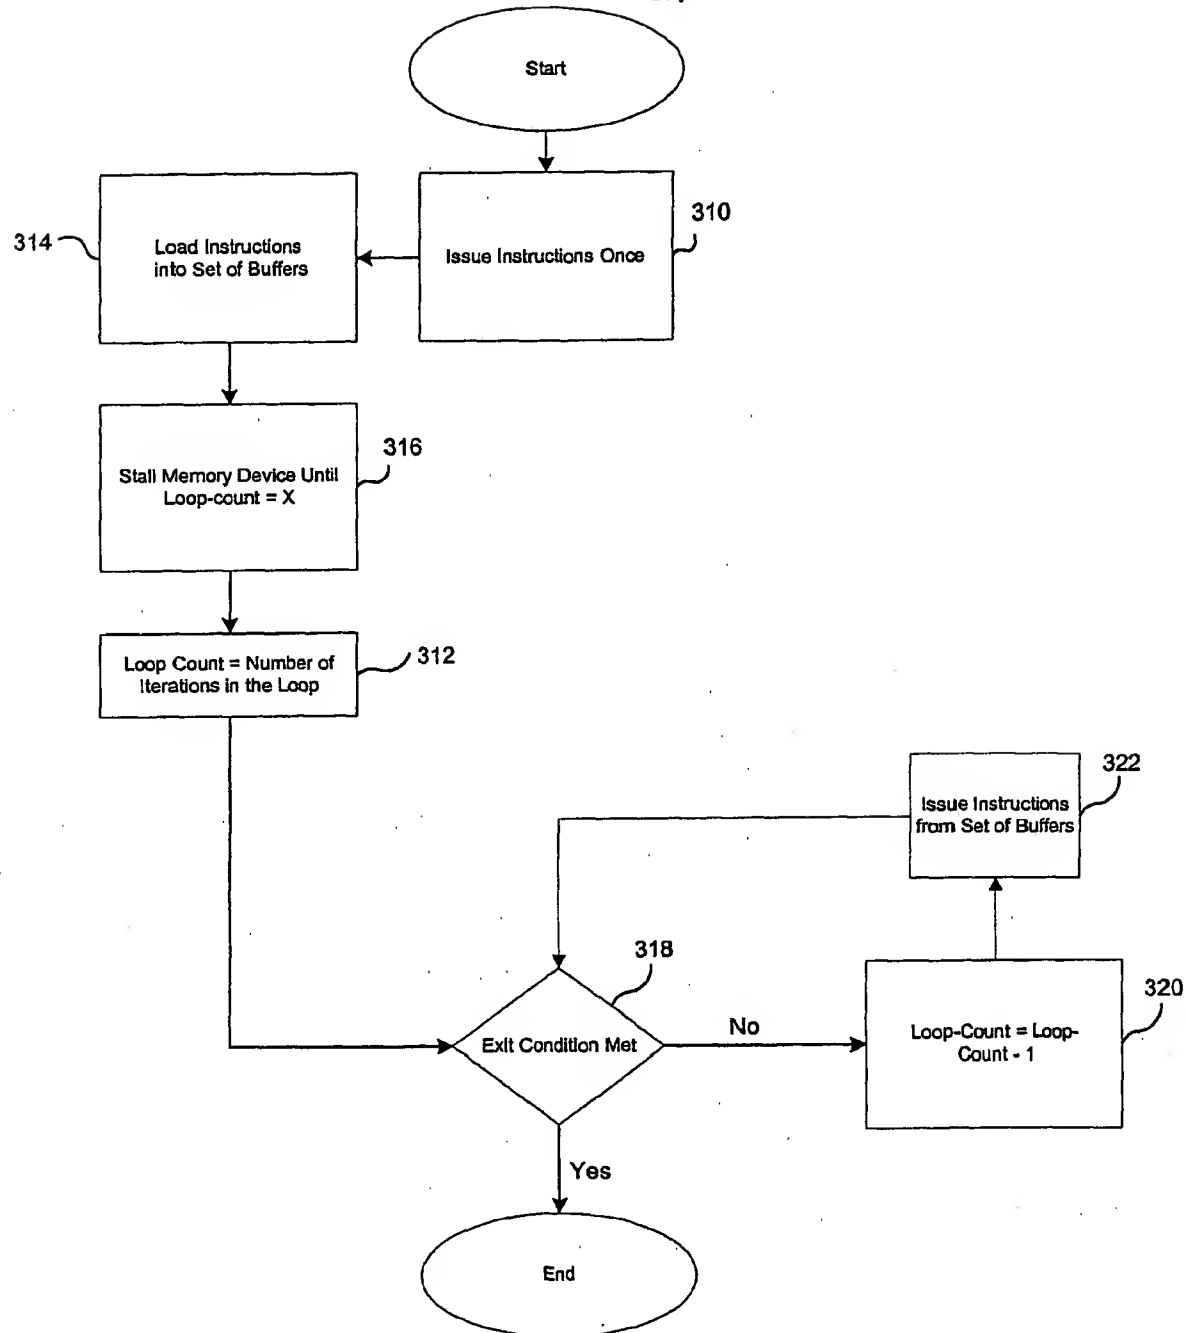 Start
310
Issue Instructions Once
314
Load Instructions
into Set of Buffers
316
Stall Memory Device Until
Loop-count = X
312
Loop Count = Number of
Iterations in the Loop
322
Issue Instructions
from Set of Buffers
318
Exit Condition Met
No
320
Loop-Count = Loop-
Count - 1
Yes
End